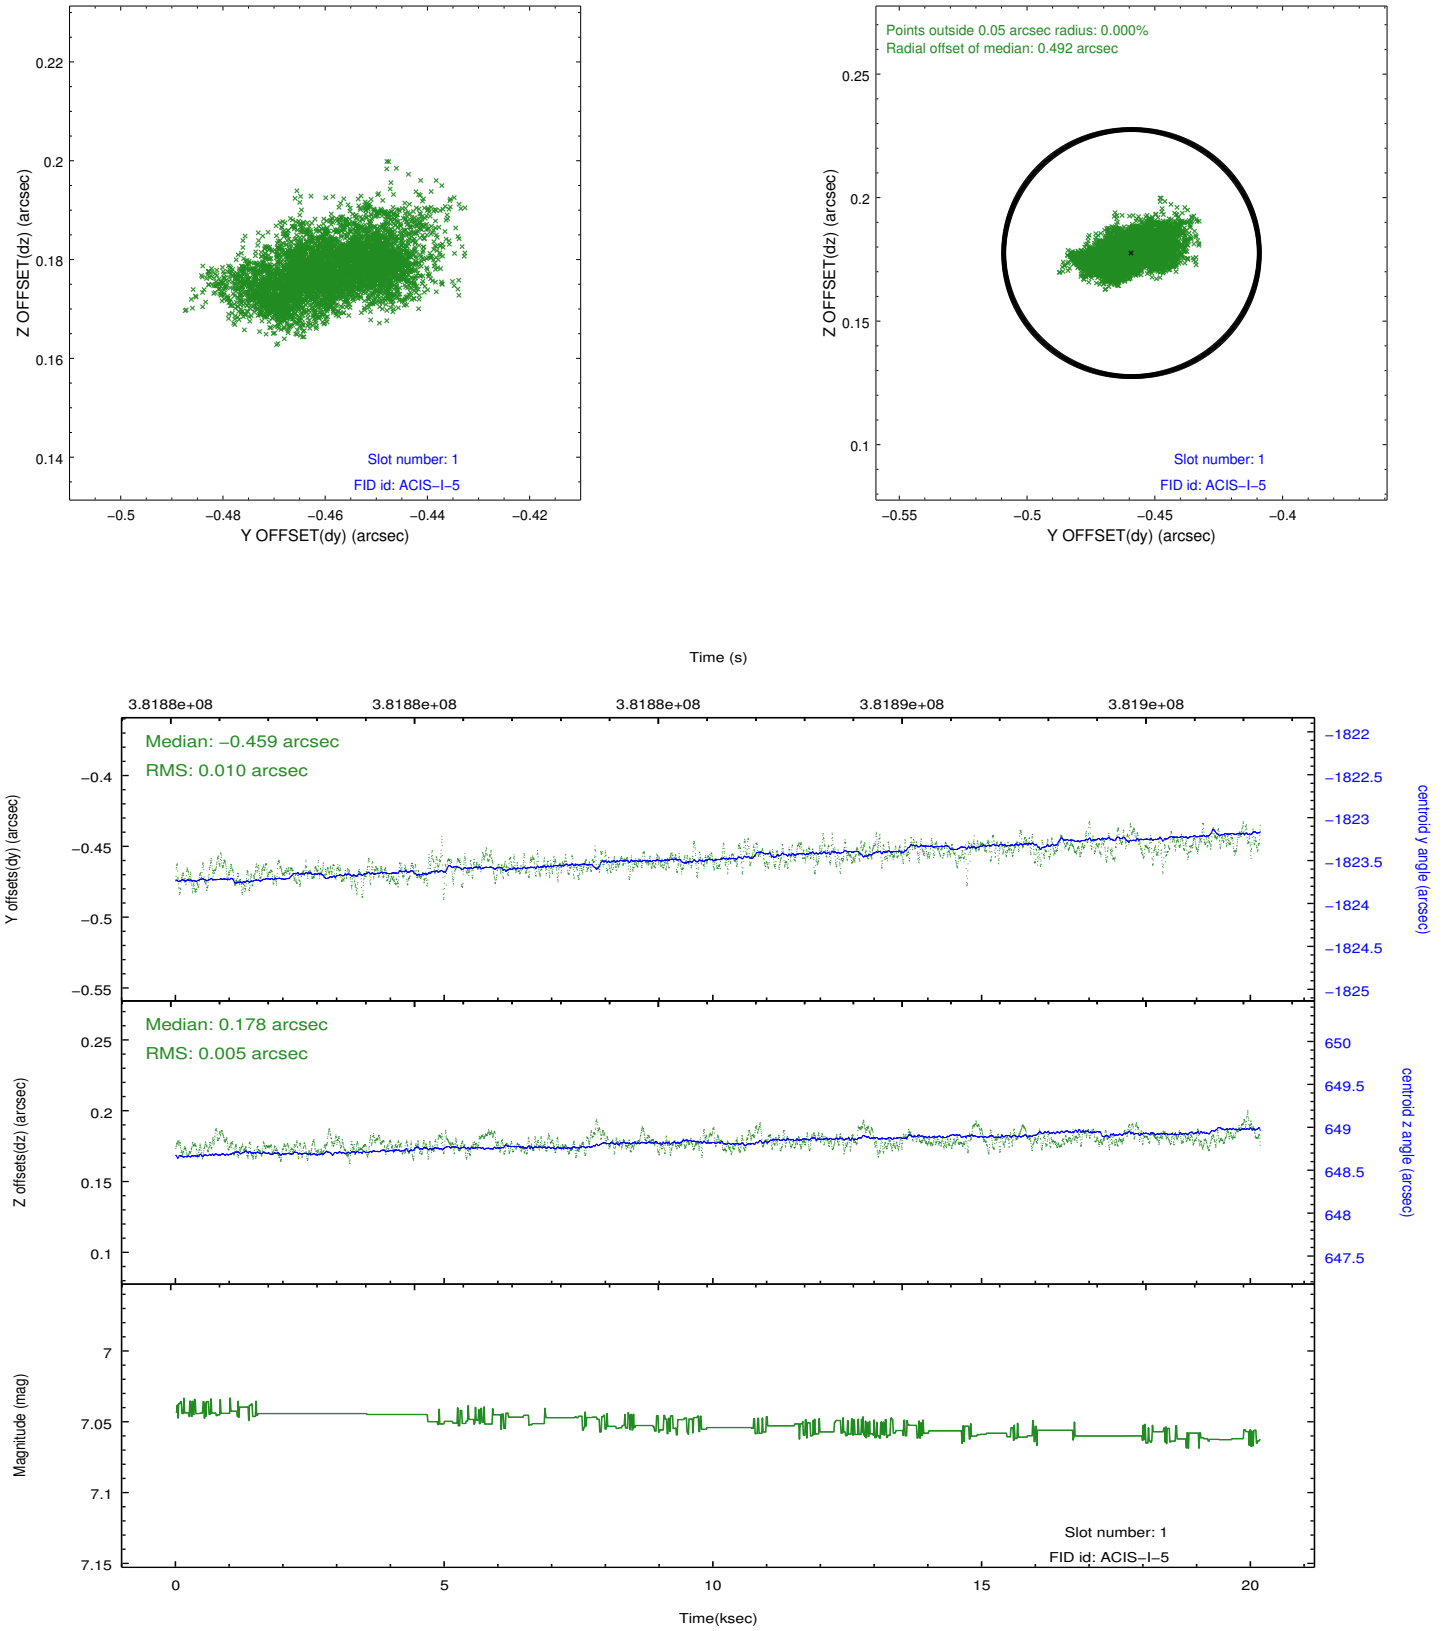 0.22
0.2
0.18
0.16
0.14
Z OFFSET(dz) (arcsec)
Slot number: 1
FID id: ACIS−I−5
−0.5 −0.48 −0.46 −0.44 −0.42
Y OFFSET(dy) (arcsec)
Points outside 0.05 arcsec radius: 0.000%
Radial offset of median: 0.492 arcsec
0.25
0.2
0.15
0.1
Z OFFSET(dz) (arcsec)
Slot number: 1
FID id: ACIS−I−5
−0.55 −0.5 −0.45 −0.4
Y OFFSET(dy) (arcsec)
Time (s)
3.8188e+08 3.8188e+08 3.8188e+08 3.8189e+08 3.819e+08
Median: −0.459 arcsec
RMS: 0.010 arcsec
−0.4
−0.45
−0.5
−0.55
Y offsets(dy) (arcsec)
−1822
−1822.5
−1823
−1823.5
−1824
−1824.5
−1825
centroid y angle (arcsec)
Median: 0.178 arcsec
RMS: 0.005 arcsec
0.25
0.2
0.15
0.1
Z offsets(dz) (arcsec)
650
649.5
649
648.5
648
647.5
centroid z angle (arcsec)
7
7.05
7.1
7.15
Magnitude (mag)
Slot number: 1
FID id: ACIS−I−5
0 5 10 15 20
Time(ksec)